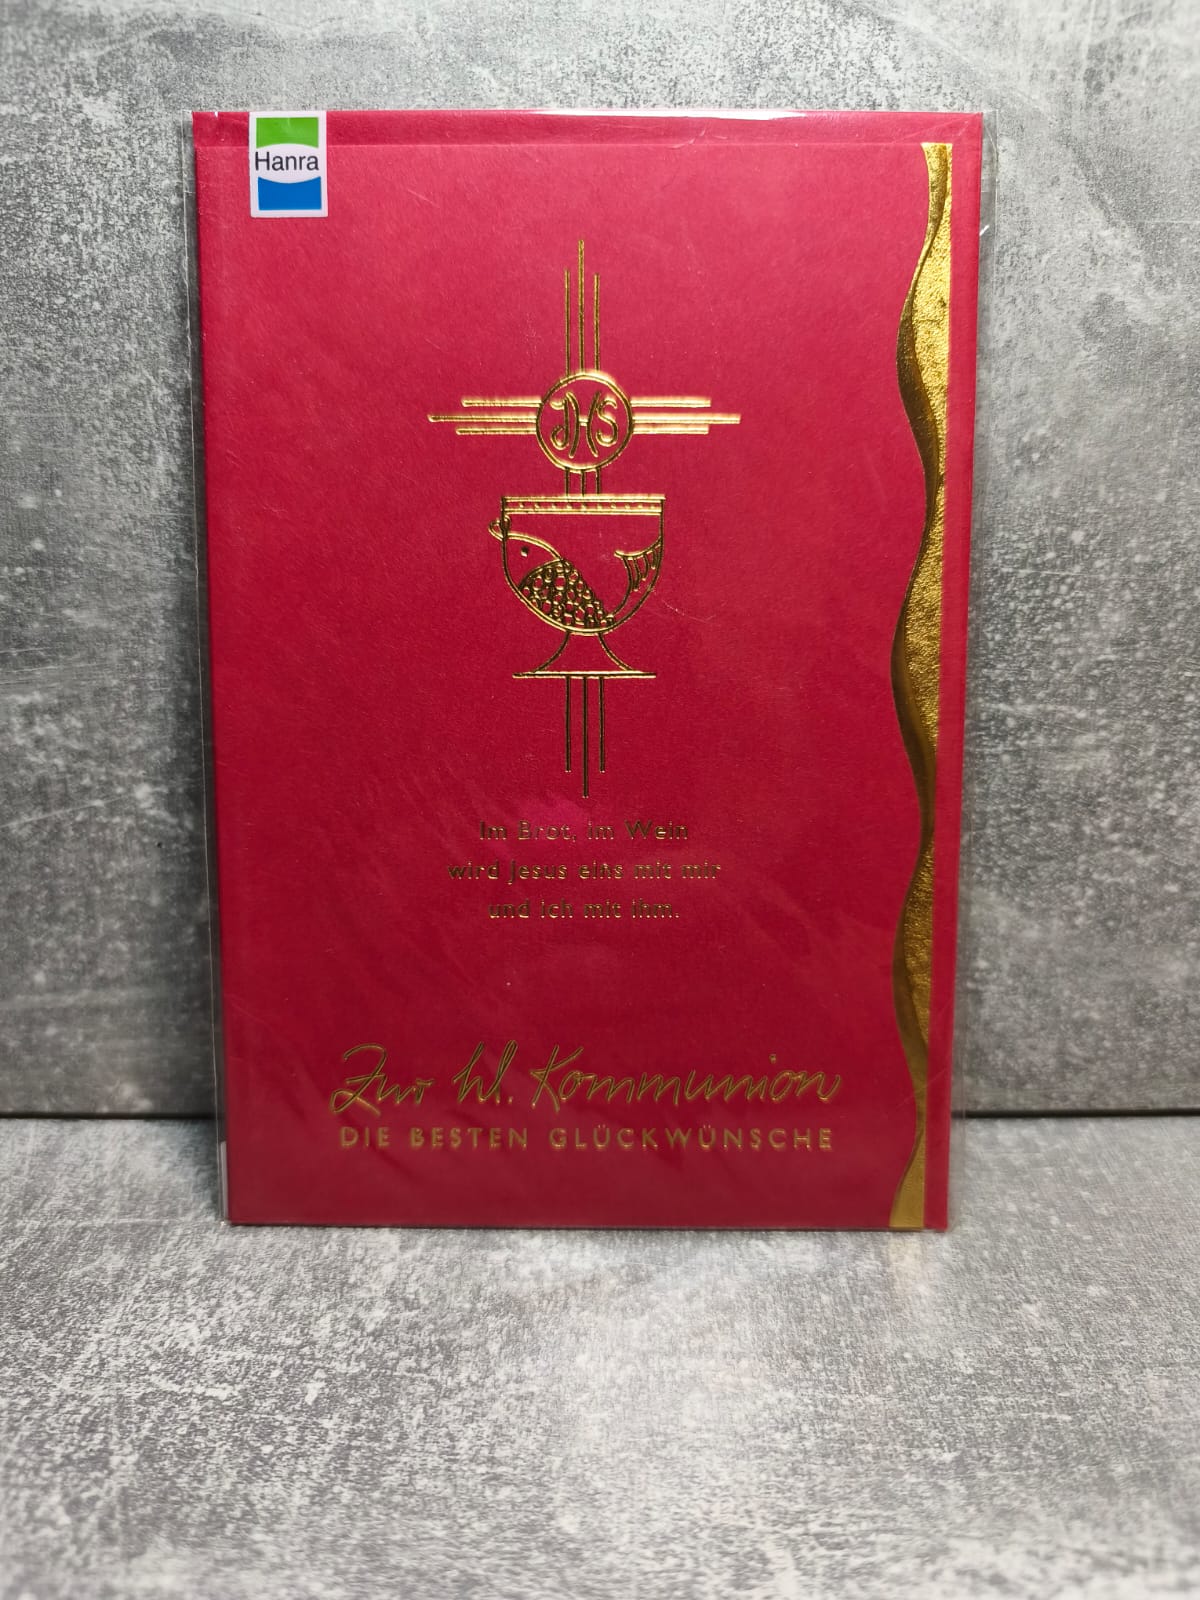 Hanra
JHS
Im Brot, im Wein
wird Jesus eins mit mir
und ich mit ihm.
Zur hl. Kommunion
DIE BESTEN GLÜCKWÜNSCHE